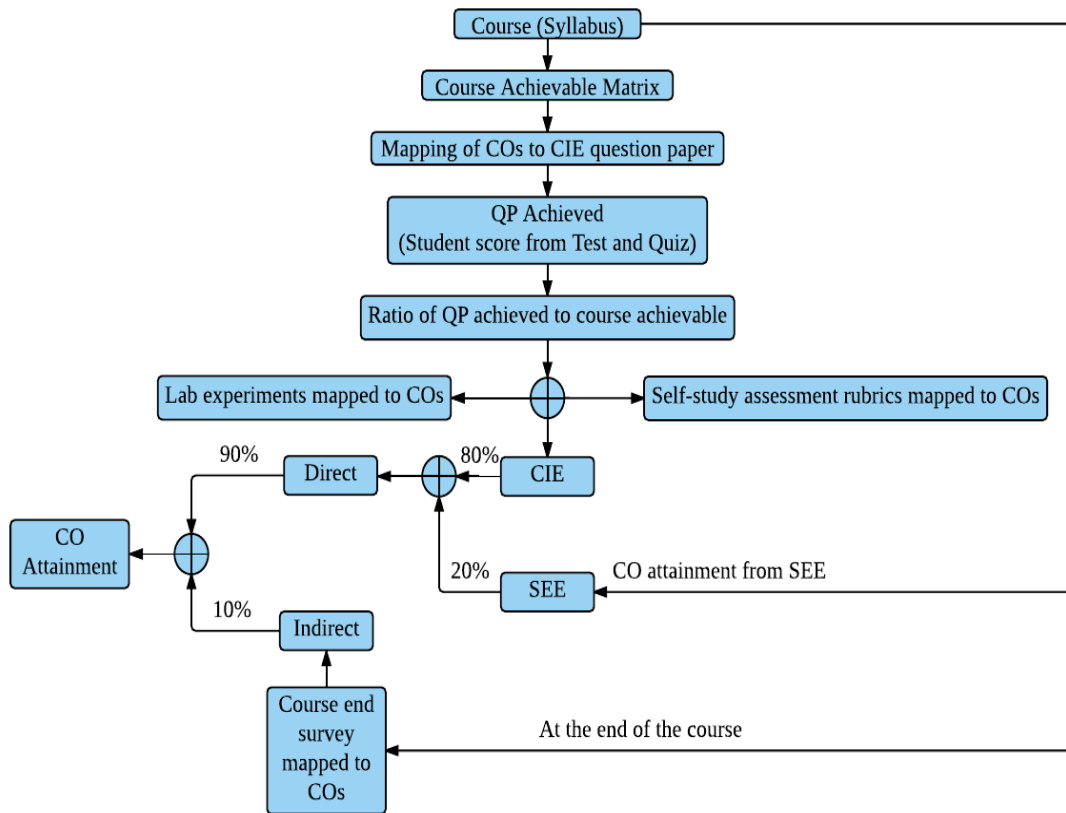 Course (Syllabus)
Course Achievable Matrix
Mapping of COs to CIE question paper
QP Achieved
(Student score from Test and Quiz)
Ratio of QP achieved to course achievable
Lab experiments mapped to COs
Self-study assessment rubrics mapped to COs
90%
Direct
80%
CIE
CO
Attainment
20%
SEE
CO attainment from SEE
10%
Indirect
Course end
survey
mapped to
COs
At the end of the course